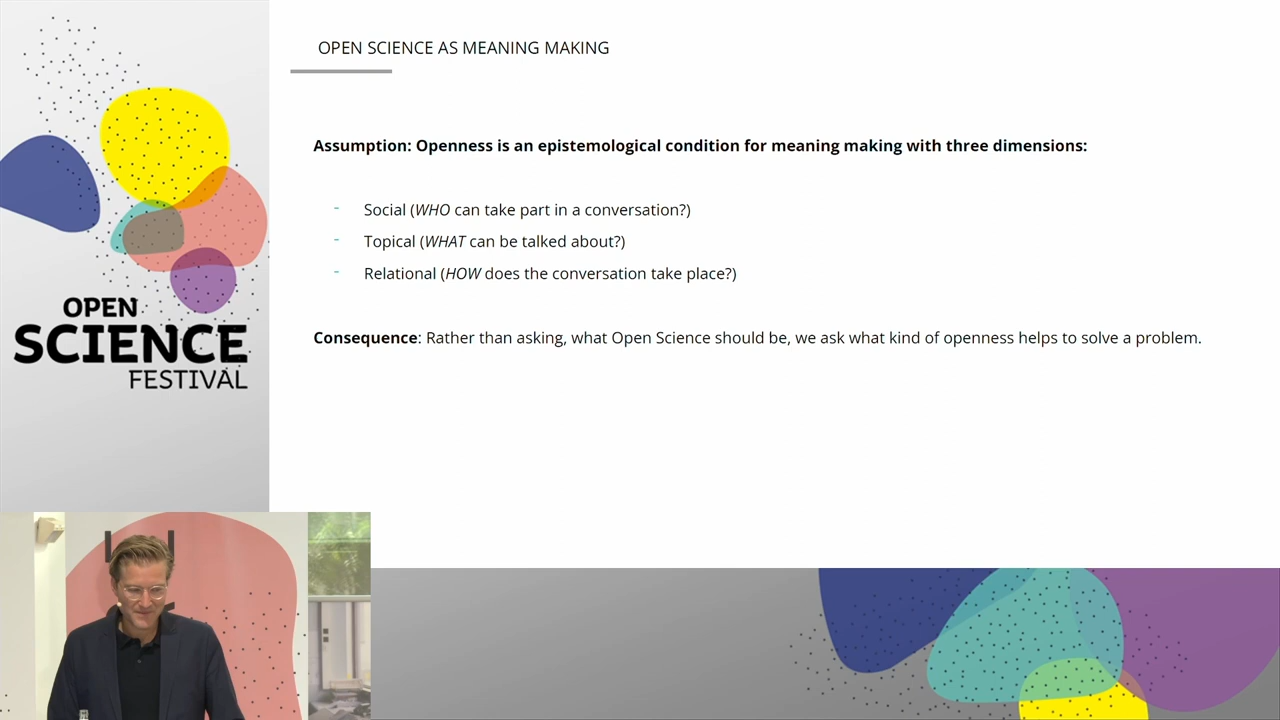 OPEN SCIENCE AS MEANING MAKING
Assumption: Openness is an epistemological condition for meaning making with three dimensions:
- Social (WHO can take part in a conversation?)
- Topical (WHAT can be talked about?)
- Relational (HOW does the conversation take place?)
Consequence: Rather than asking, what Open Science should be, we ask what kind of openness helps to solve a problem.
OPEN
SCIENCE
FESTIVAL